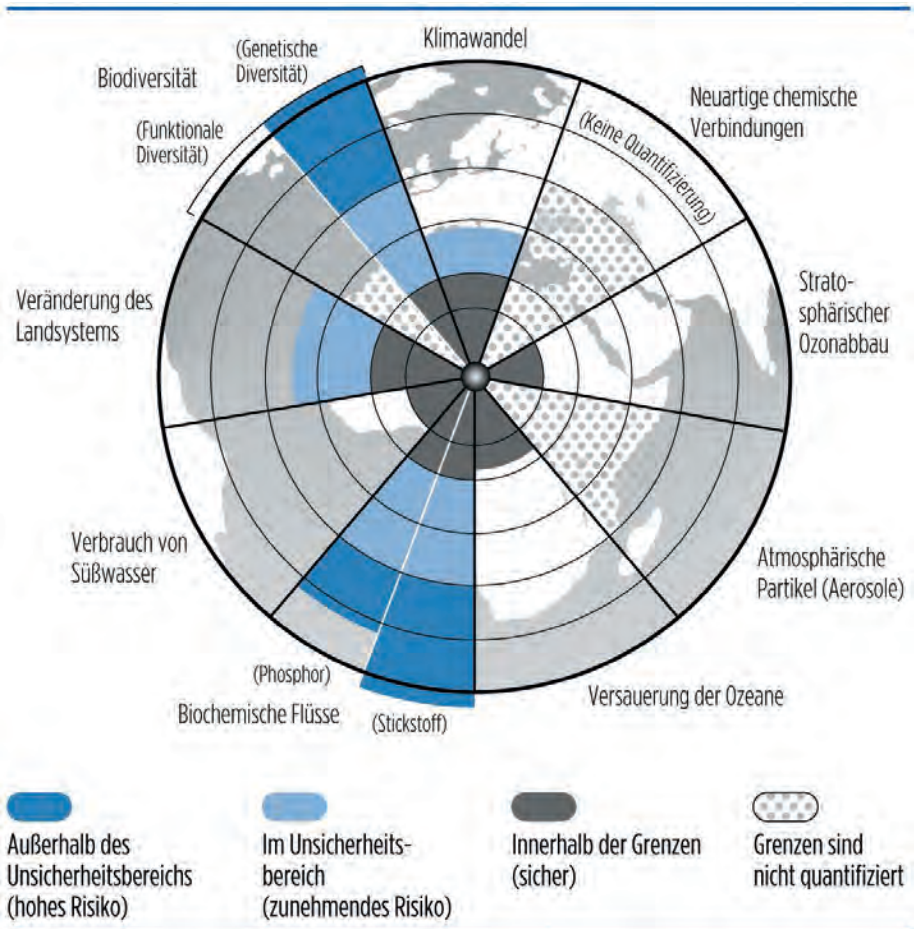 Klimawandel
(Genetische
Diversität)
Biodiversität
(Funktionale
Diversität)
Neuartige chemische
Verbindungen
(Keine Quantifizierung)
Strato-
sphärischer
Ozonabbau
Veränderung des
Landsystems
Verbrauch von
Süßwasser
Atmosphärische
Partikel (Aerosole)
(Phosphor)
Biochemische Flüsse
(Stickstoff)
Versauerung der Ozeane
Außerhalb des
Unsicherheitsbereichs
(hohes Risiko)
Im Unsicherheits-
bereich
(zunehmendes Risiko)
Innerhalb der Grenzen
(sicher)
Grenzen sind
nicht quantifiziert